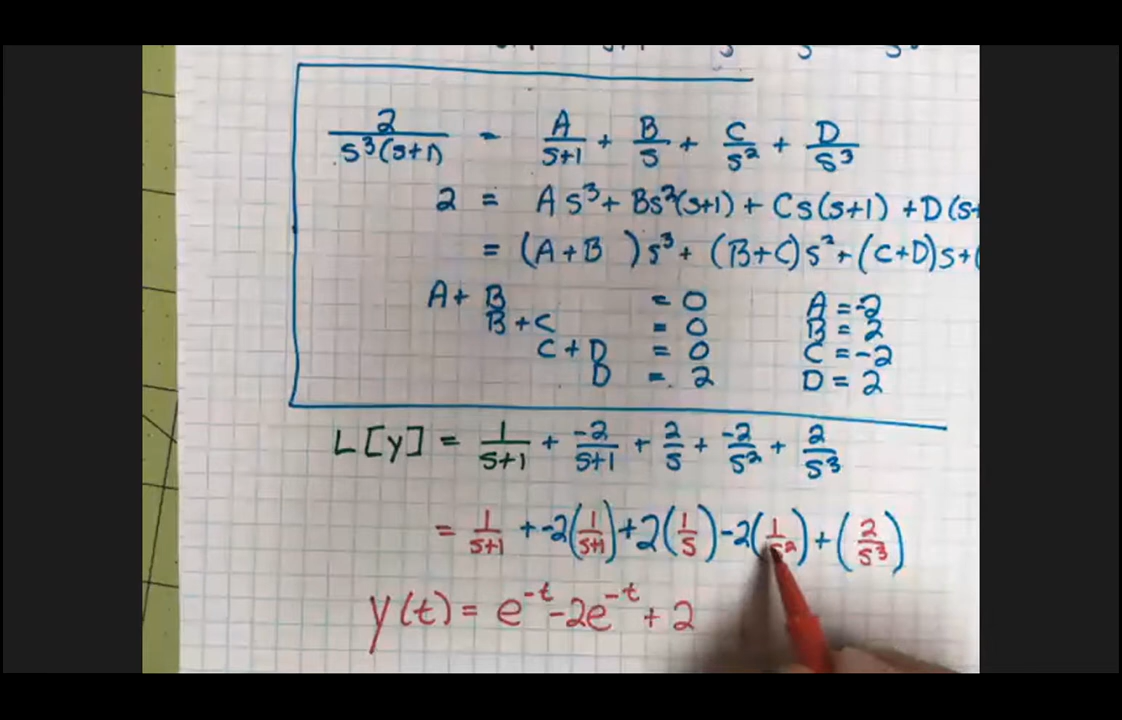 2/(s³(s+1) = A/(s+1) + B/s + C/s² + D/s³
2 = As³ + Bs²(s+1) + Cs(s+1) + D(s
= (A+B )s³ + (B+C)s² + (C+D)s + (
A + B = 0 A = -2
B + C = 0 B = 2
C + D = 0 C = -2
D = 2 D = 2
L[y] = 1/(s+1) + -2/(s+1) + 2/s + -2/s² + 2/s³
= 1/(s+1) + -2(1/(s+1)) + 2(1/s) - 2(1/s²) + (2/s³)
y(t) = e^-t - 2e^-t + 2